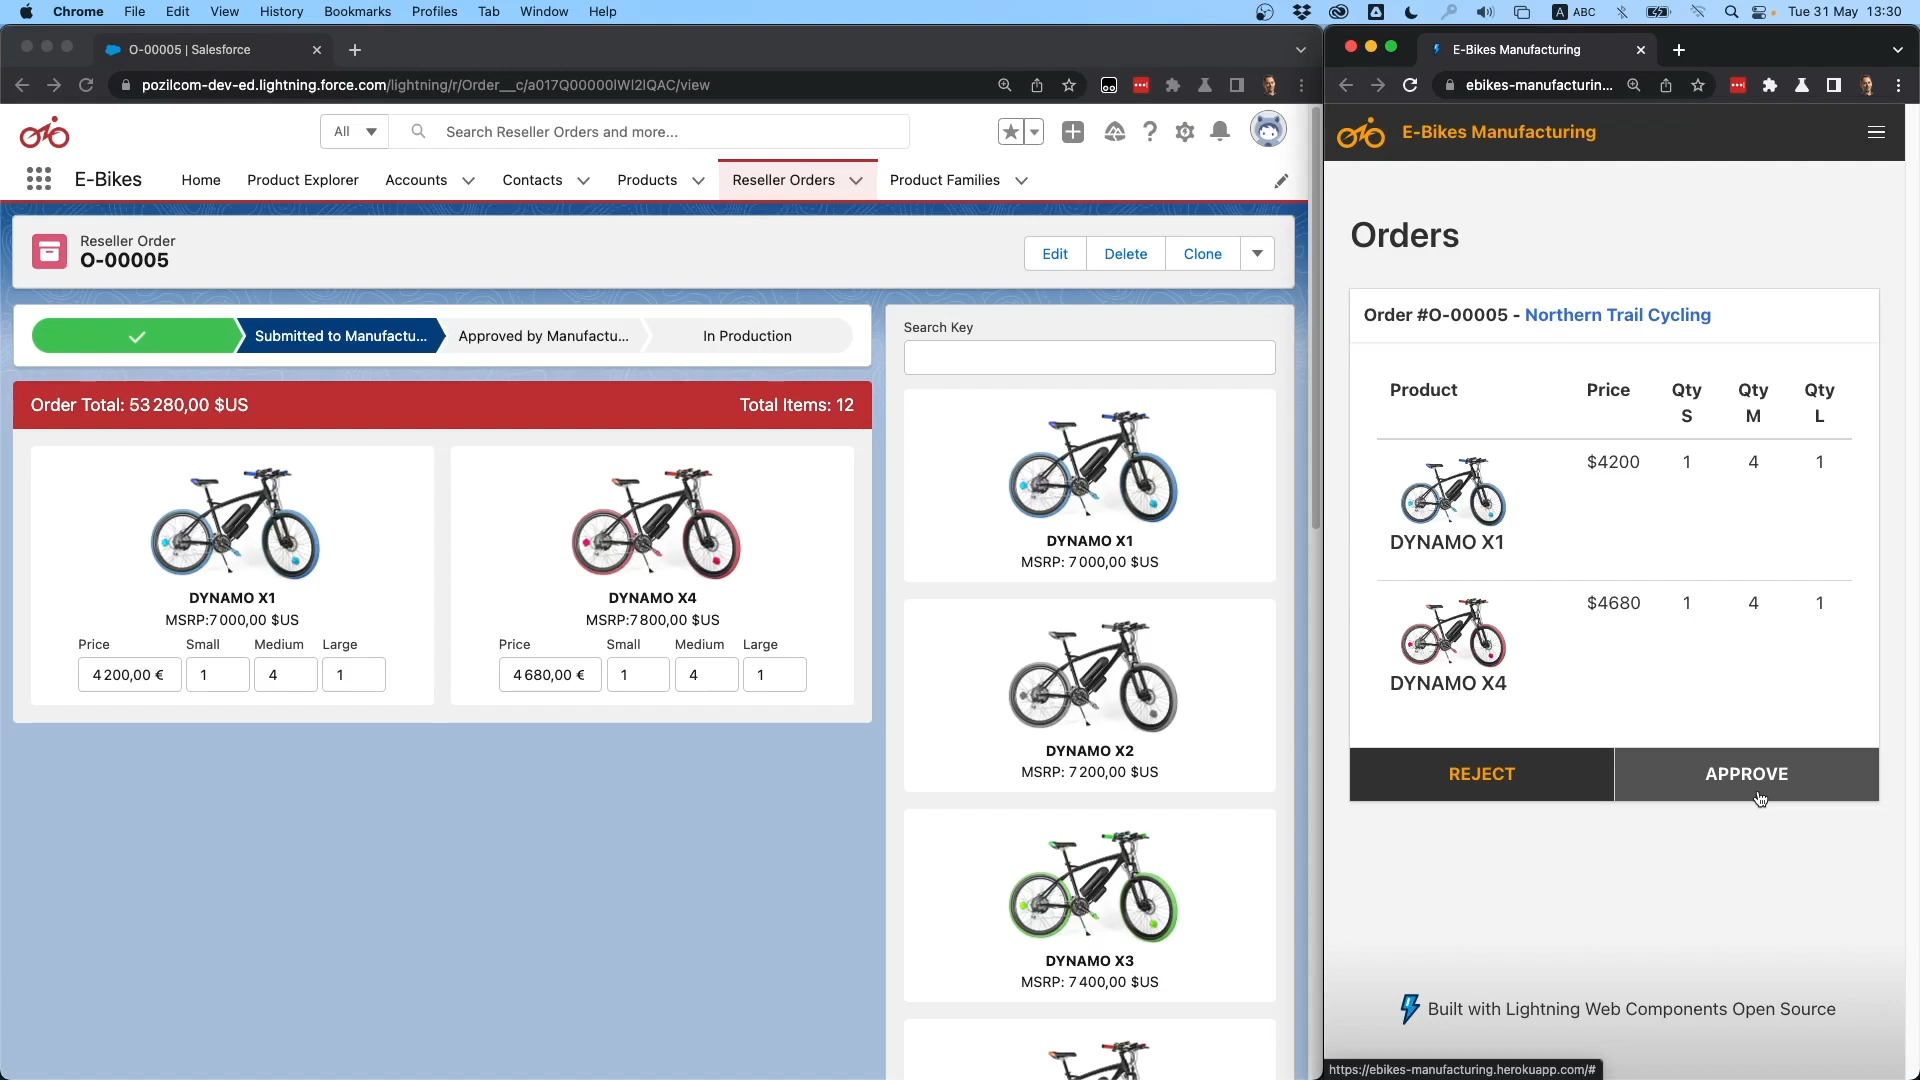 Chrome File Edit View History Bookmarks Profiles Tab Window Help
A ABC Tue 31 May 13:30
O-00005 | Salesforce
pozilcom-dev-ed.lightning.force.com/lightning/r/Order__c/a017Q00000IWI2IQAC/view
All
Search Reseller Orders and more...
E-Bikes Home Product Explorer Accounts Contacts Products Reseller Orders Product Families
Reseller Order
O-00005
Edit Delete Clone
Submitted to Manufactu... Approved by Manufactu... In Production
Order Total: 53 280,00 $US Total Items: 12
DYNAMO X1
MSRP:7 000,00 $US
Price Small Medium Large
4 200,00 € 1 4 1
DYNAMO X4
MSRP:7 800,00 $US
Price Small Medium Large
4 680,00 € 1 4 1
Search Key
DYNAMO X1
MSRP: 7 000,00 $US
DYNAMO X2
MSRP: 7 200,00 $US
DYNAMO X3
MSRP: 7 400,00 $US
E-Bikes Manufacturing
ebikes-manufacturin...
E-Bikes Manufacturing
Orders
Order #O-00005 - Northern Trail Cycling
Product Price Qty S Qty M Qty L
$4200 1 4 1
DYNAMO X1
$4680 1 4 1
DYNAMO X4
REJECT APPROVE
Built with Lightning Web Components Open Source
https://ebikes-manufacturing.herokuapp.com/#